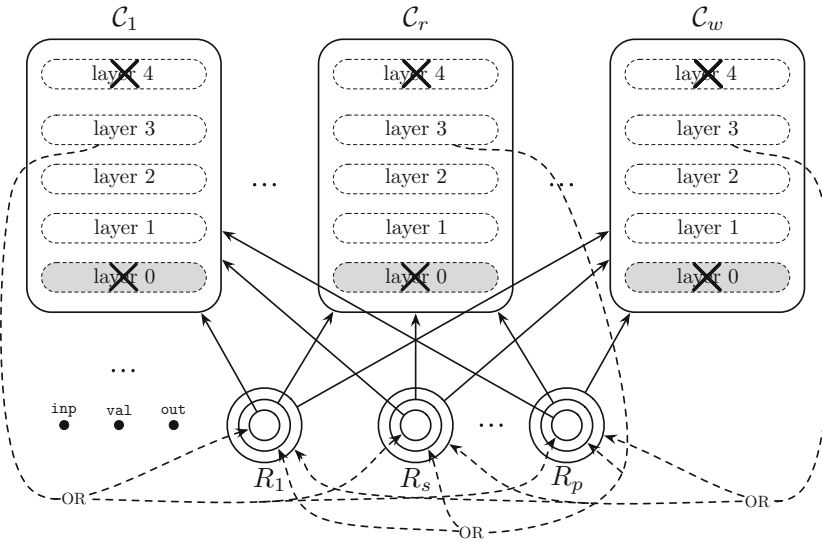 C₁ Cᵣ C_w
layer 4 layer 4 layer 4
layer 3 layer 3 layer 3
layer 2 ... layer 2 ... layer 2
layer 1 layer 1 layer 1
layer 0 layer 0 layer 0
...
inp val out ...
R₁ Rₛ Rₚ
OR OR
OR